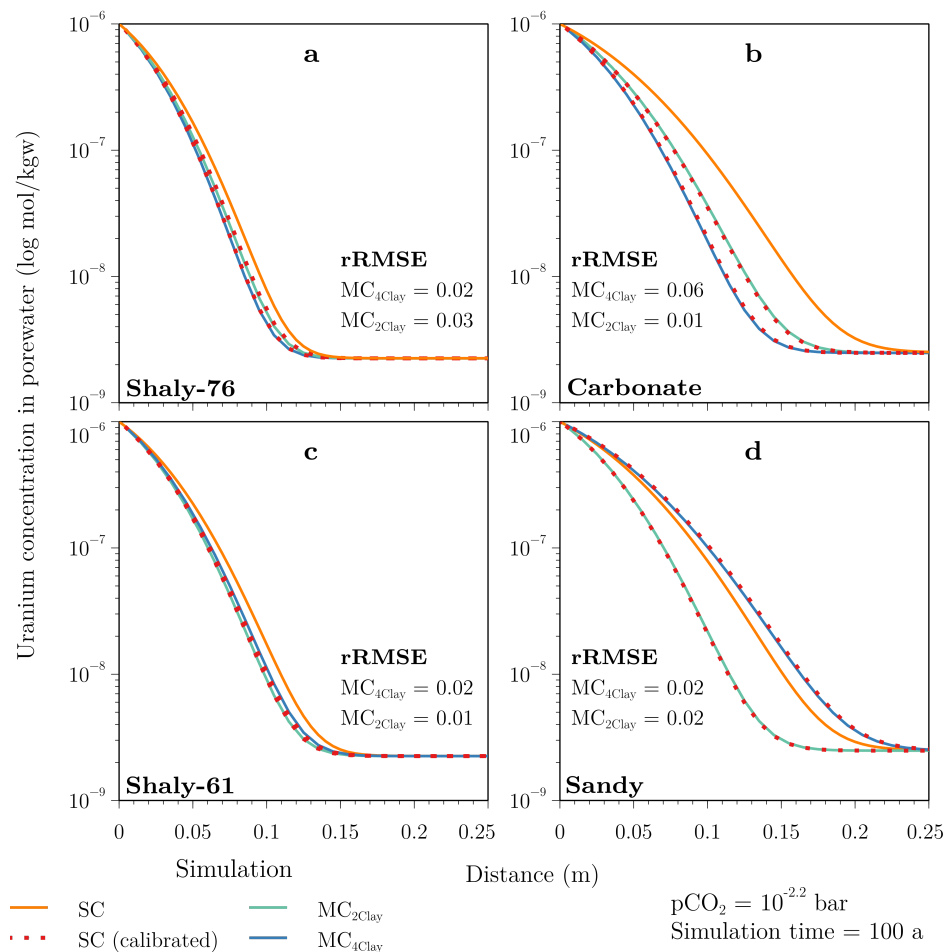 Uranium concentration in porewater (log mol/kgw)
10⁻⁶
10⁻⁷
10⁻⁸
10⁻⁹
a
rRMSE
MC4Clay = 0.02
MC2Clay = 0.03
Shaly-76
10⁻⁶
10⁻⁷
10⁻⁸
10⁻⁹
b
rRMSE
MC4Clay = 0.06
MC2Clay = 0.01
Carbonate
10⁻⁶
10⁻⁷
10⁻⁸
10⁻⁹
c
rRMSE
MC4Clay = 0.02
MC2Clay = 0.01
Shaly-61
0 0.05 0.1 0.15 0.2 0.25
10⁻⁶
10⁻⁷
10⁻⁸
10⁻⁹
d
rRMSE
MC4Clay = 0.02
MC2Clay = 0.02
Sandy
0 0.05 0.1 0.15 0.2 0.25
Distance (m)
Simulation
SC
SC (calibrated)
MC2Clay
MC4Clay
pCO₂ = 10⁻²·² bar
Simulation time = 100 a